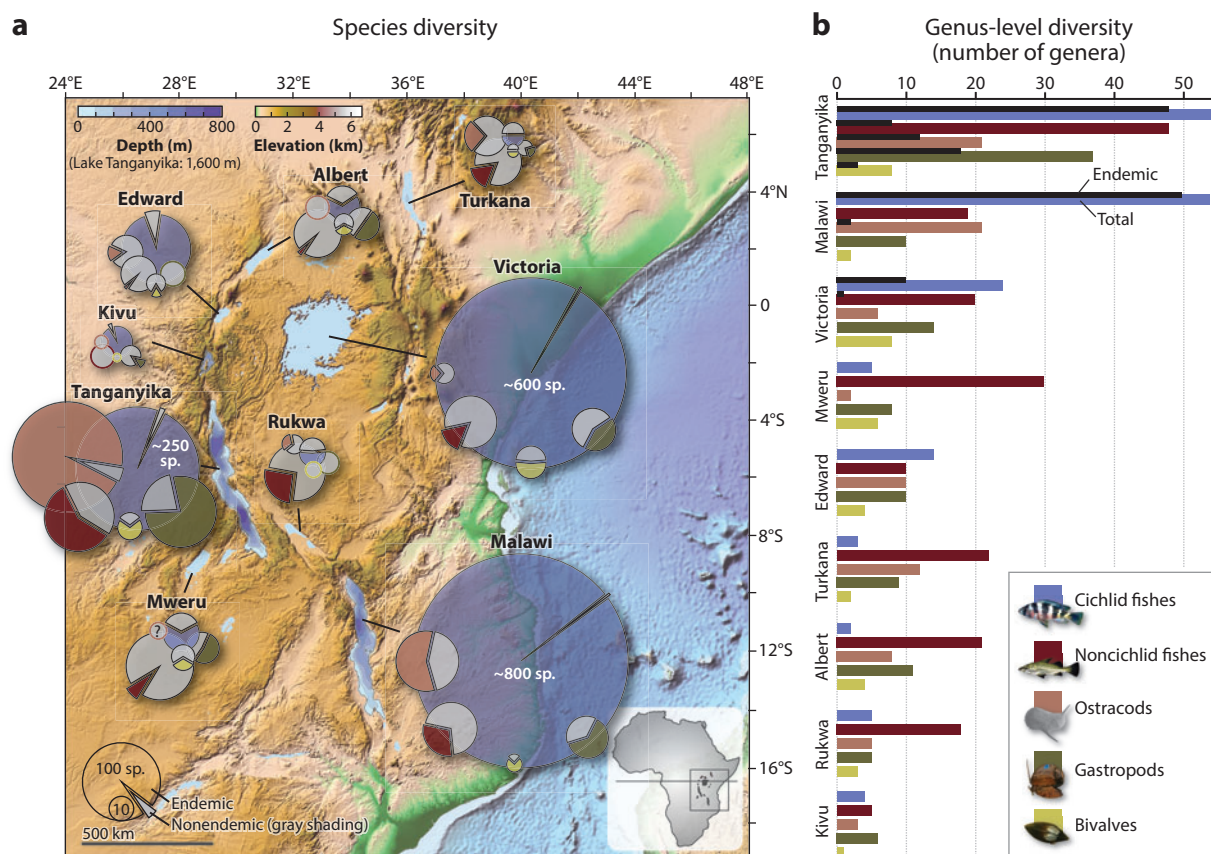 a
Species diversity
24°
28°
32°
36°
40°
44°
48°
0 400 800
Depth (m)
(Lake Tanganyika: 1,600 m)
0 2 4 6
Elevation (km)
4°N
0
4°S
8°S
12°S
16°S
Albert
Turkana
Edward
Victoria
Kivu
~600 sp.
Tanganyika
~250
sp.
Rukwa
Malawi
Mweru
?
~800 sp.
100 sp.
10
Endemic
Nonendemic (gray shading)
500 km
b
Genus-level diversity
(number of genera)
0 10 20 30 40 50
Tanganyika
Endemic
Total
Malawi
Victoria
Mweru
Edward
Turkana
Albert
Rukwa
Kivu
Cichlid fishes
Noncichlid fishes
Ostracods
Gastropods
Bivalves